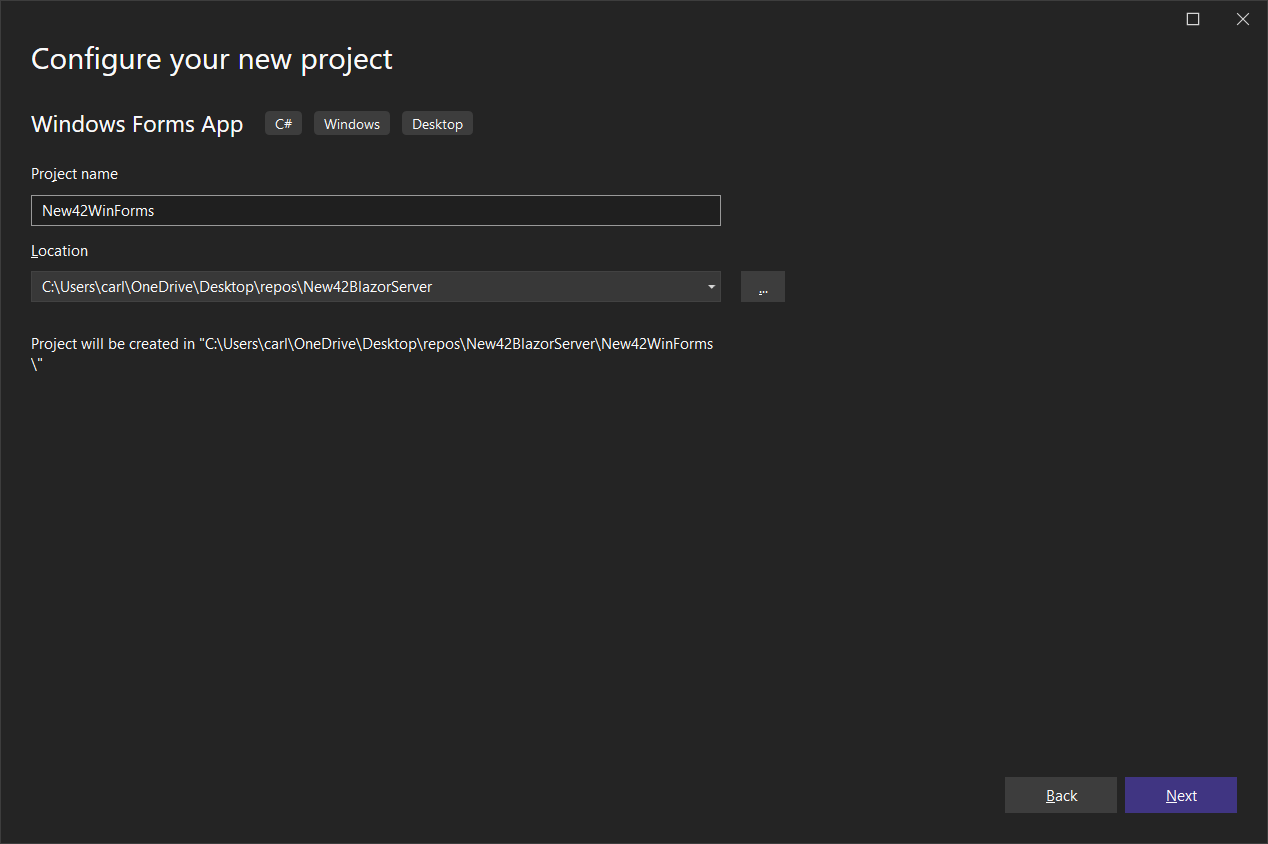 Configure your new project
Windows Forms App C# Windows Desktop
Project name
New42WinForms
Location
C:\Users\carl\OneDrive\Desktop\repos\New42BlazorServer
...
Project will be created in "C:\Users\carl\OneDrive\Desktop\repos\New42BlazorServer\New42WinForms
\"
Back Next